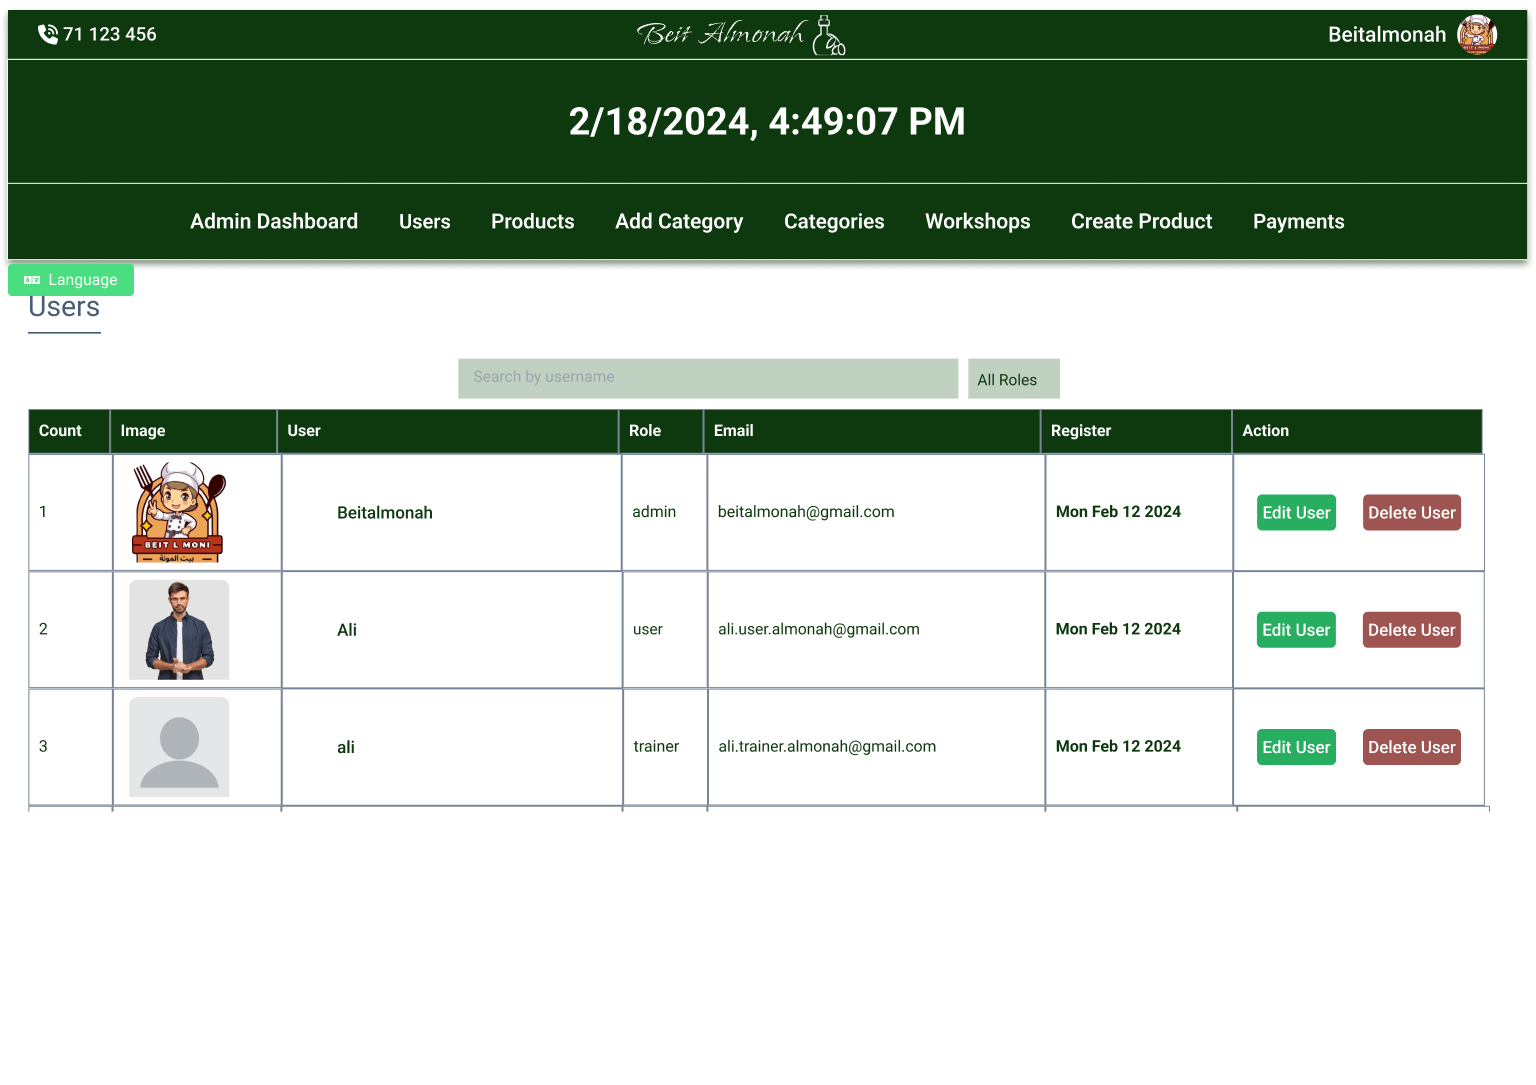 71 123 456
Beit Almonah
Beitalmonah
2/18/2024, 4:49:07 PM
Admin Dashboard Users Products Add Category Categories Workshops Create Product Payments
Language
Users
Search by username All Roles
Count Image User Role Email Register Action
1 Beitalmonah admin beitalmonah@gmail.com Mon Feb 12 2024 Edit User Delete User
BEIT L MONI
بيت المونة
2 Ali user ali.user.almonah@gmail.com Mon Feb 12 2024 Edit User Delete User
3 ali trainer ali.trainer.almonah@gmail.com Mon Feb 12 2024 Edit User Delete User